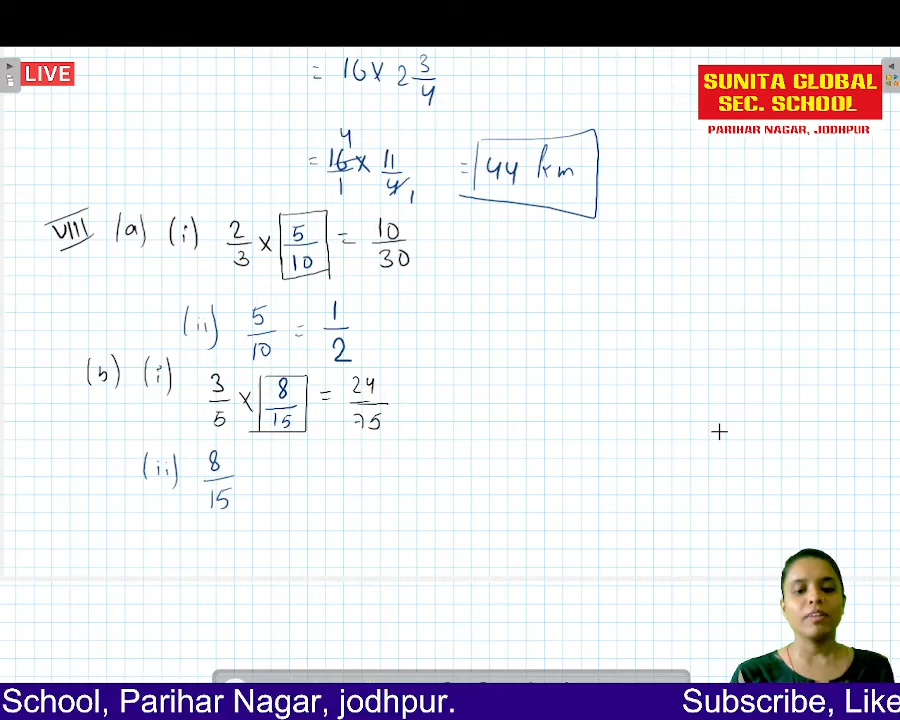 LIVE
= 16 × 2 3/4
SUNITA GLOBAL
SEC. SCHOOL
PARIHAR NAGAR, JODHPUR
4
= 16/1 × 11/4 = 44 km
1
VIII (a) (i) 2/3 × 5/10 = 10/30
(ii) 5/10 = 1/2
(b) (i) 3/5 × 8/15 = 24/75
(ii) 8/15
School, Parihar Nagar, jodhpur. Subscribe, Like